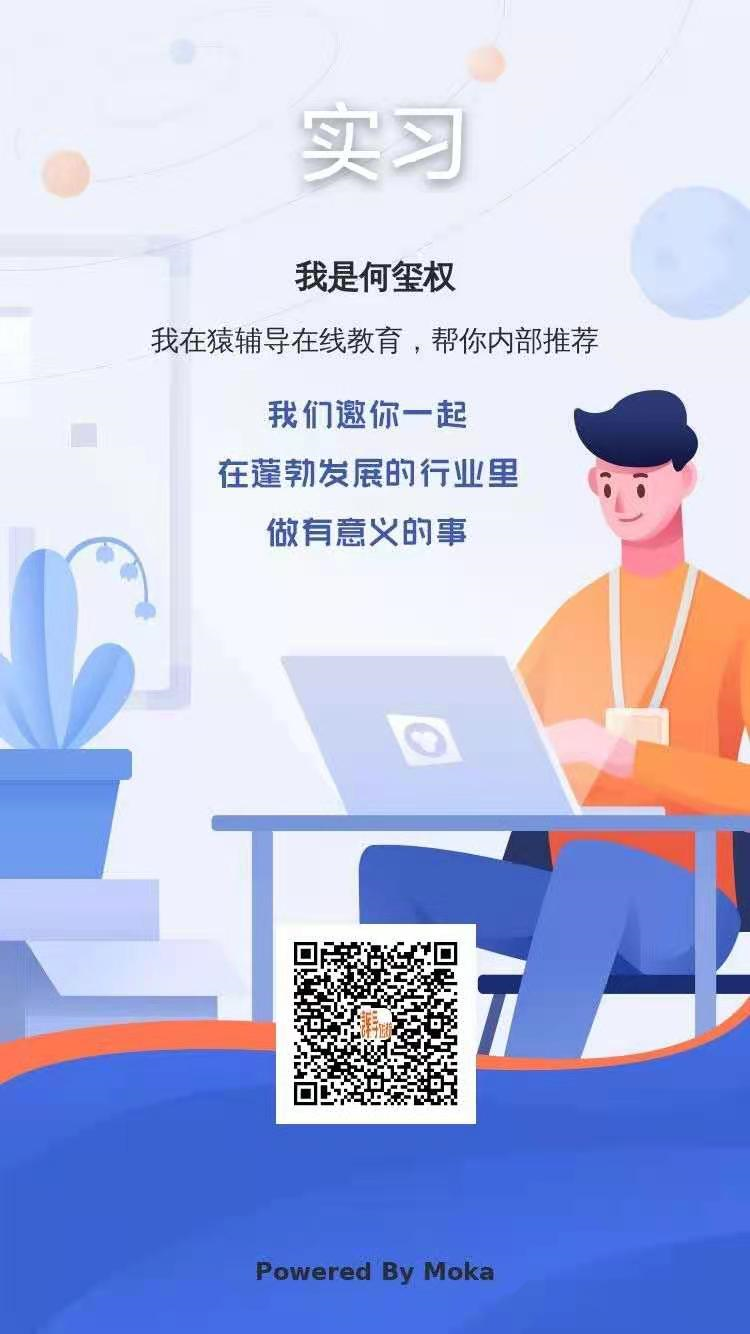 实习
我是何玺权
我在猿辅导在线教育，帮你内部推荐
我们邀你一起
在蓬勃发展的行业里
做有意义的事
Powered By Moka